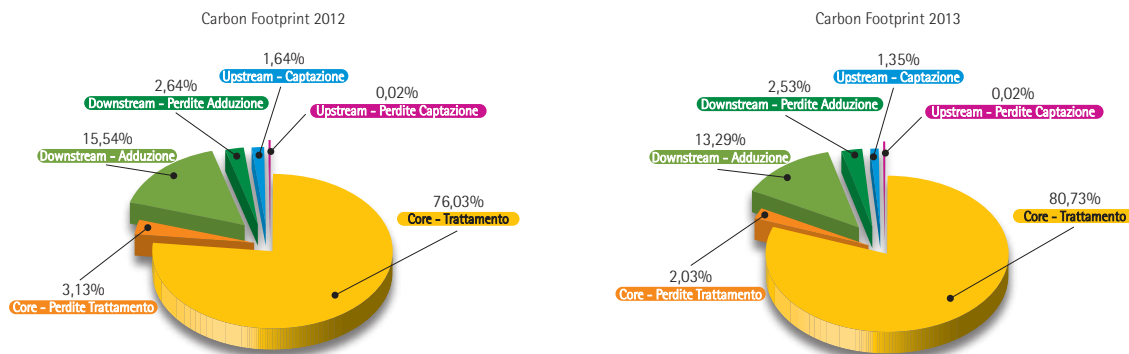 Carbon Footprint 2012
1,64%
Upstream - Captazione
2,64%
Downstream - Perdite Adduzione
0,02%
Upstream - Perdite Captazione
15,54%
Downstream - Adduzione
76,03%
Core - Trattamento
3,13%
Core - Perdite Trattamento
Carbon Footprint 2013
1,35%
Upstream - Captazione
2,53%
Downstream - Perdite Adduzione
0,02%
Upstream - Perdite Captazione
13,29%
Downstream - Adduzione
80,73%
Core - Trattamento
2,03%
Core - Perdite Trattamento